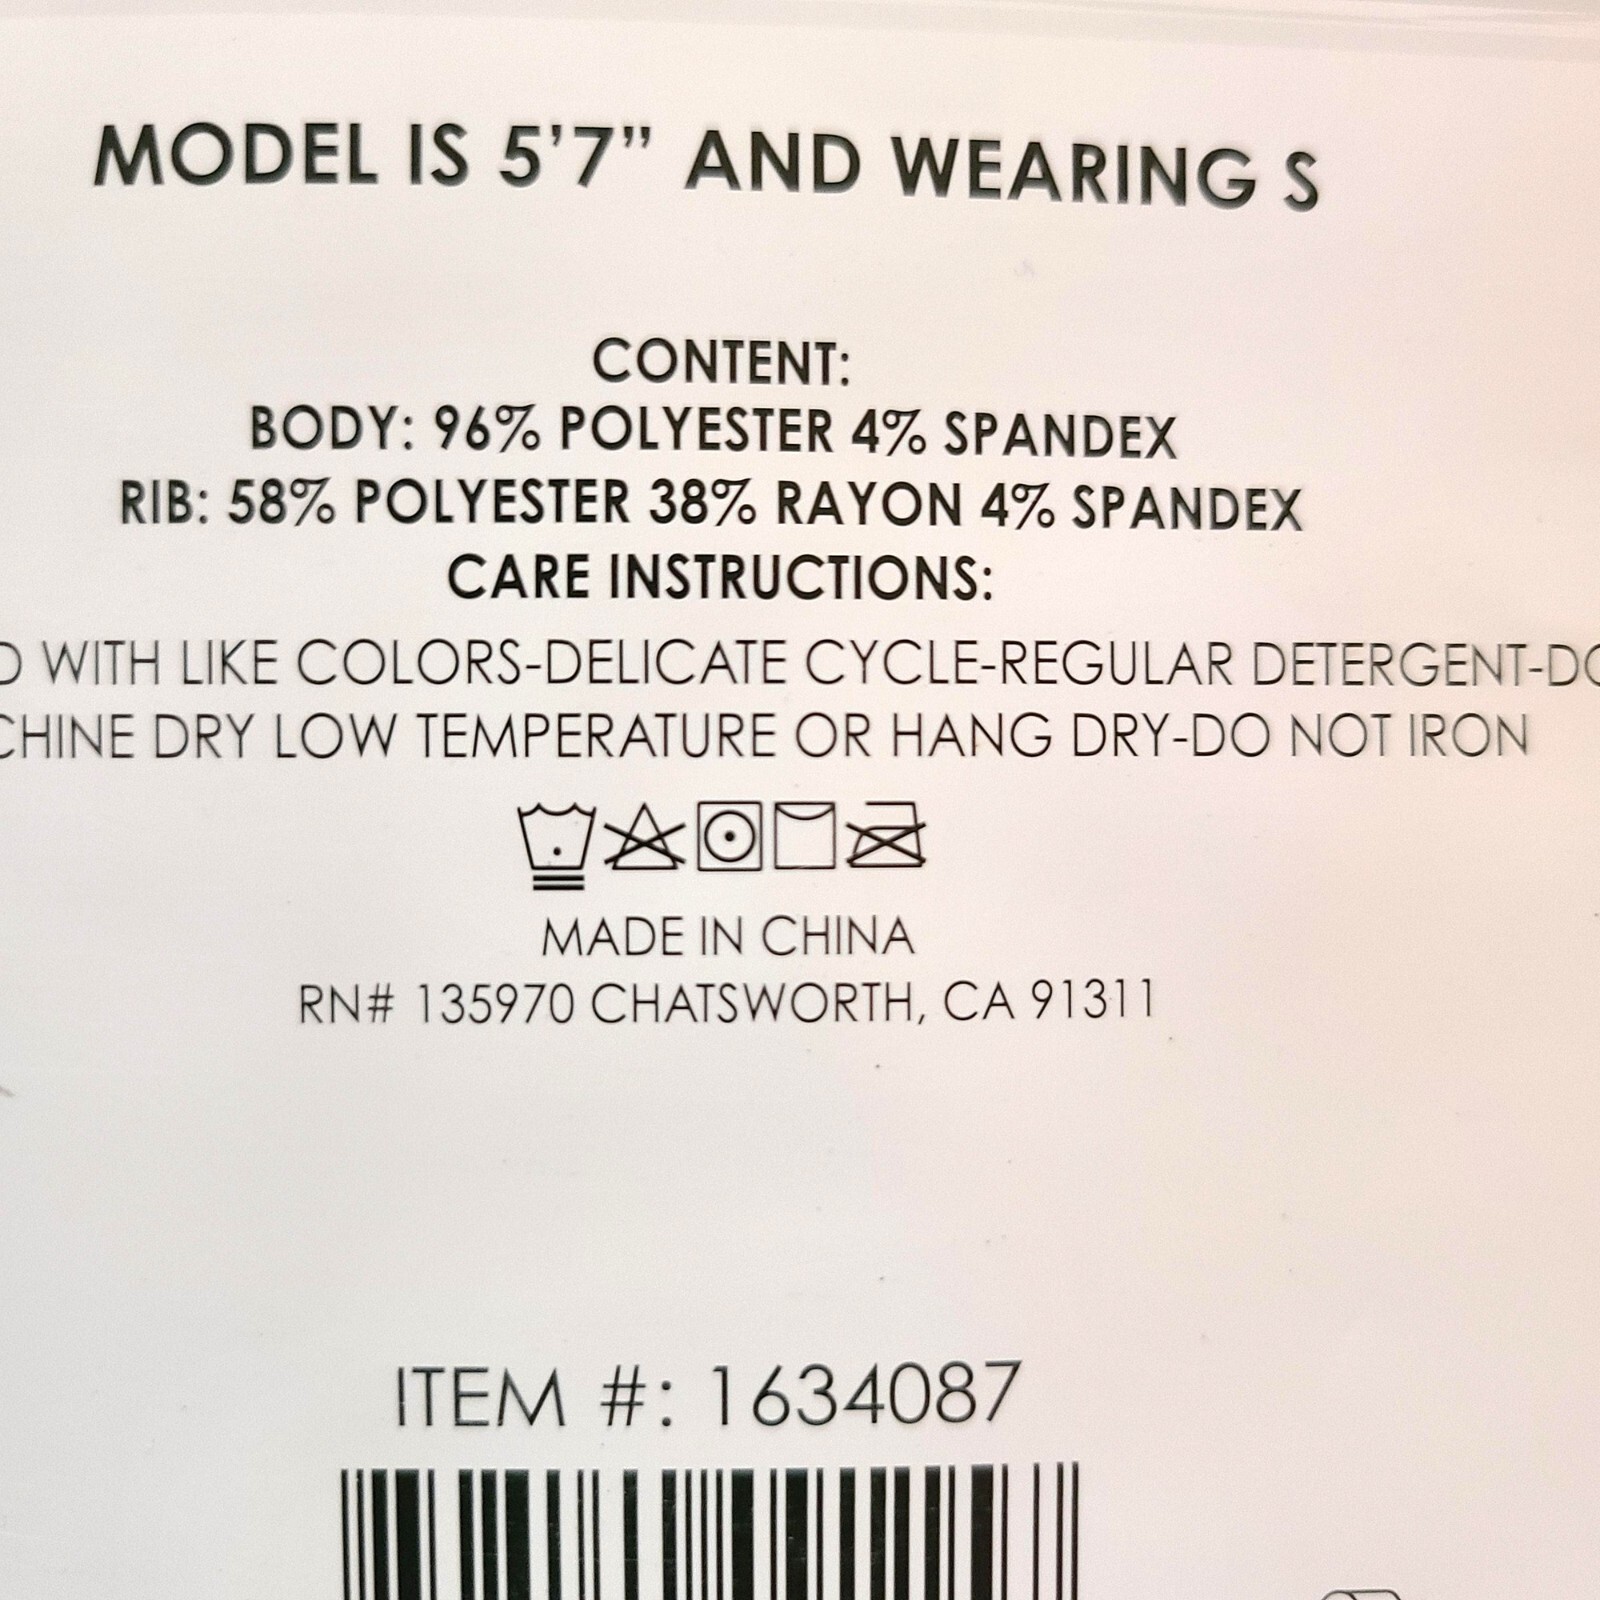 MODEL IS 5'7" AND WEARING S
CONTENT:
BODY: 96% POLYESTER 4% SPANDEX
RIB: 58% POLYESTER 38% RAYON 4% SPANDEX
CARE INSTRUCTIONS:
WITH LIKE COLORS-DELICATE CYCLE-REGULAR DETERGENT-DO
CHINE DRY LOW TEMPERATURE OR HANG DRY-DO NOT IRON
MADE IN CHINA
RN# 135970 CHATSWORTH, CA 91311
ITEM #: 1634087